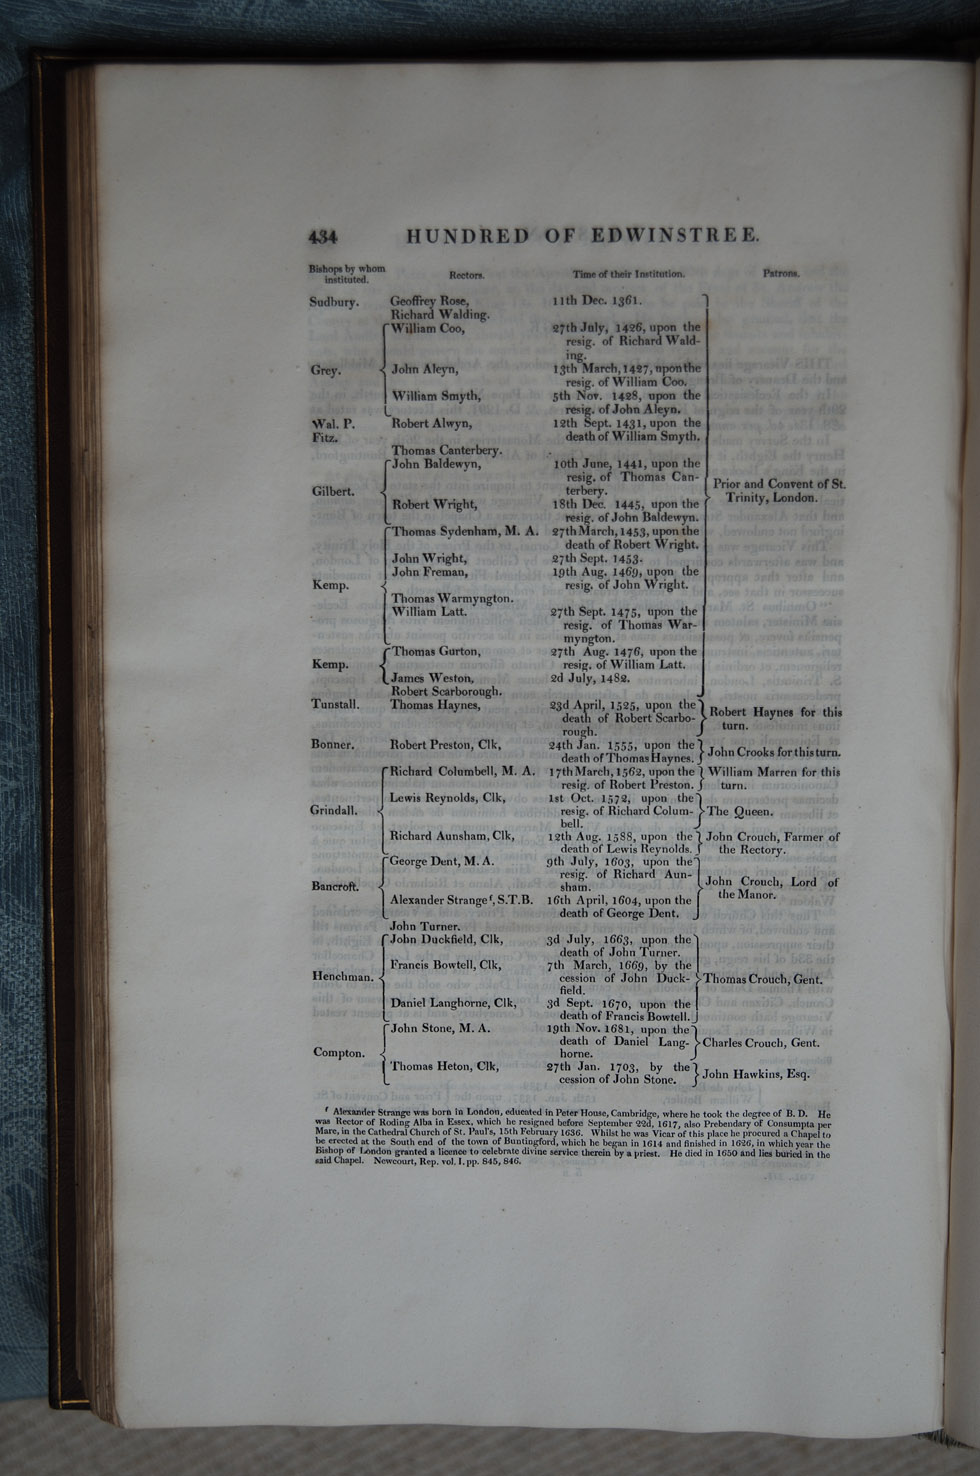 434 HUNDRED OF EDWINSTREE.
Bishops by whom instituted. Rectors. Time of their Institution. Patrons.
Sudbury. Geoffrey Rose, 11th Dec. 1361.
Richard Walding.
William Coo, 27th July, 1426, upon the
resig. of Richard Wald-
ing.
Grey. John Aleyn, 13th March, 1427, upon the
resig. of William Coo.
William Smyth, 5th Nov. 1428, upon the
resig. of John Aleyn.
Wal. P. Robert Alwyn, 12th Sept. 1431, upon the
Fitz. death of William Smyth.
Thomas Canterbery.
John Baldewyn, 10th June, 1441, upon the
resig. of Thomas Can- Prior and Convent of St.
Gilbert. terbery. Trinity, London.
Robert Wright, 18th Dec. 1445, upon the
resig. of John Baldewyn.
Thomas Sydenham, M. A. 27th March, 1453, upon the
death of Robert Wright.
John Wright, 27th Sept. 1453.
John Freman, 19th Aug. 1469, upon the
Kemp. resig. of John Wright.
Thomas Warmyngton.
William Latt. 27th Sept. 1475, upon the
resig. of Thomas War-
myngton.
Thomas Gurton, 27th Aug. 1476, upon the
Kemp. resig. of William Latt.
James Weston, 2d July, 1482.
Robert Scarborough.
Tunstall. Thomas Haynes, 23d April, 1525, upon the Robert Haynes for this
death of Robert Scarbo- turn.
rough.
Bonner. Robert Preston, Clk, 24th Jan. 1555, upon the John Crooks for this turn.
death of Thomas Haynes.
Richard Columbell, M. A. 17th March, 1562, upon the William Marren for this
resig. of Robert Preston. turn.
Lewis Reynolds, Clk, 1st Oct. 1572, upon the
Grindall. resig. of Richard Colum- The Queen.
bell.
Richard Aunsham, Clk, 12th Aug. 1588, upon the John Crouch, Farmer of
death of Lewis Reynolds. the Rectory.
George Dent, M. A. 9th July, 1603, upon the
resig. of Richard Aun- John Crouch, Lord of
Bancroft. sham. the Manor.
Alexander Strange f, S.T.B. 16th April, 1604, upon the
death of George Dent.
John Turner.
John Duckfield, Clk, 3d July, 1663, upon the
death of John Turner.
Francis Bowtell, Clk, 7th March, 1669, by the
Henchman. cession of John Duck- Thomas Crouch, Gent.
field.
Daniel Langhorne, Clk, 3d Sept. 1670, upon the
death of Francis Bowtell.
John Stone, M. A. 19th Nov. 1681, upon the
death of Daniel Lang- Charles Crouch, Gent.
Compton. horne.
Thomas Heton, Clk, 27th Jan. 1703, by the John Hawkins, Esq.
cession of John Stone.
f Alexander Strange was born in London, educated in Peter House, Cambridge, where he took the degree of B. D. He
was Rector of Roding Alba in Essex, which he resigned before September 22d, 1617, also Prebendary of Consumpta per
Mare, in the Cathedral Church of St. Paul's, 15th February 1636. Whilst he was Vicar of this place he procured a Chapel to
be erected at the South end of the town of Buntingford, which he began in 1614 and finished in 1626, in which year the
Bishop of London granted a licence to celebrate divine service therein by a priest. He died in 1650 and lies buried in the
said Chapel. Newcourt, Rep. vol. I. pp. 845, 846.